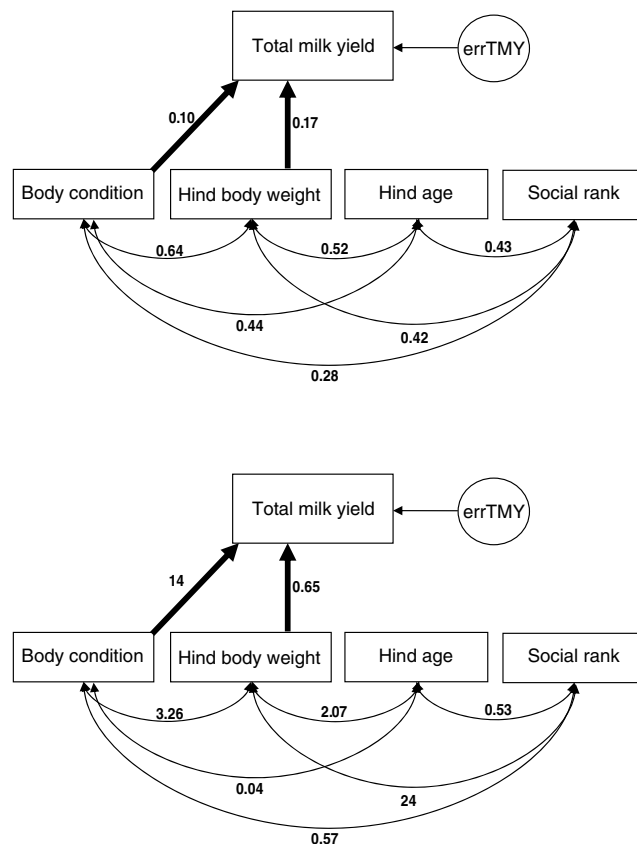 Total milk yield
errTMY
0.10
0.17
Body condition
Hind body weight
Hind age
Social rank
0.64
0.52
0.43
0.44
0.42
0.28
Total milk yield
errTMY
14
0.65
Body condition
Hind body weight
Hind age
Social rank
3.26
2.07
0.53
0.04
24
0.57